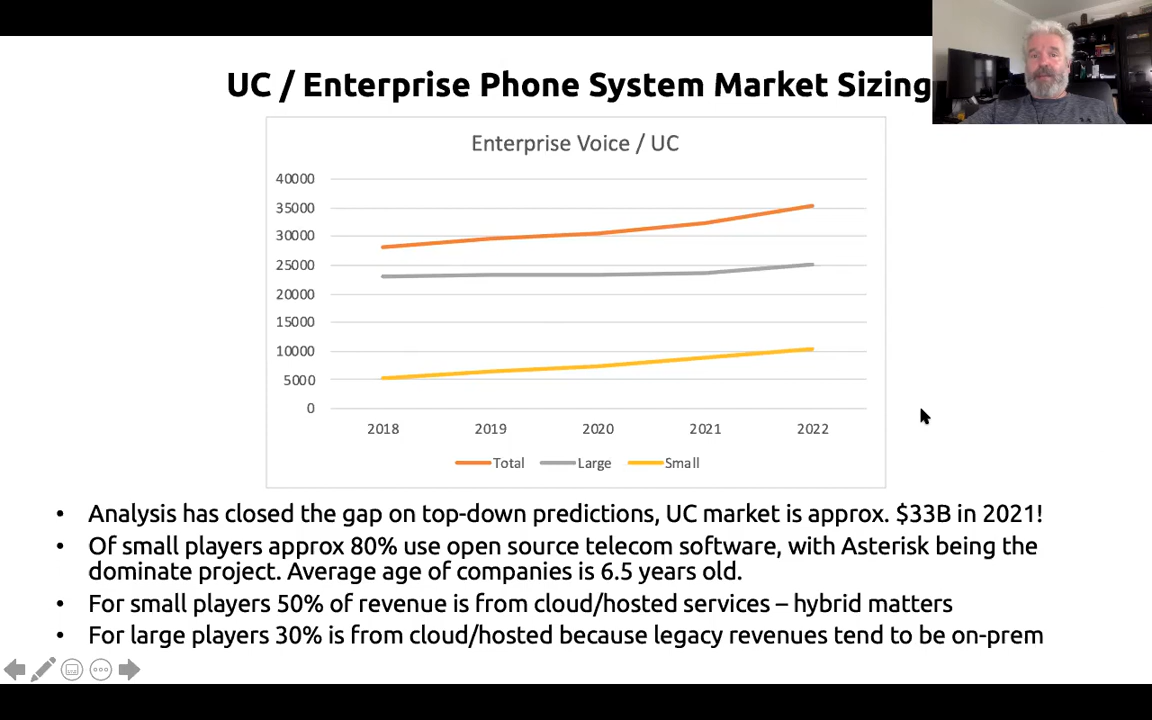 UC / Enterprise Phone System Market Sizing
Enterprise Voice / UC
40000
35000
30000
25000
20000
15000
10000
5000
0
2018 2019 2020 2021 2022
Total Large Small
• Analysis has closed the gap on top-down predictions, UC market is approx. $33B in 2021!
• Of small players approx 80% use open source telecom software, with Asterisk being the
dominate project. Average age of companies is 6.5 years old.
• For small players 50% of revenue is from cloud/hosted services – hybrid matters
• For large players 30% is from cloud/hosted because legacy revenues tend to be on-prem